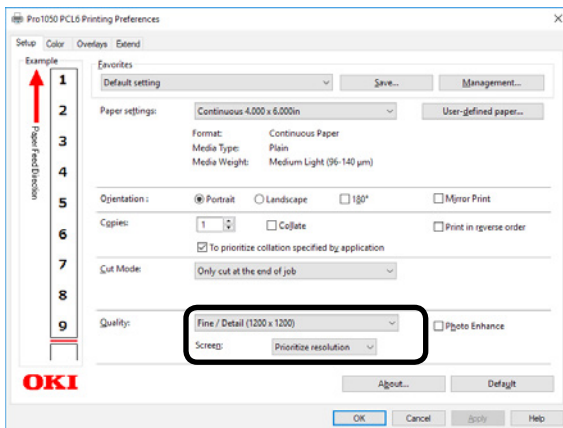 Pro1050 PCL6 Printing Preferences
Setup Color Overlays Extend
Example
Paper Feed Direction
1
2
3
4
5
6
7
8
9
OKI
Favorites
Default setting Save... Management...
Paper settings: Continuous 4.000 x 6.000in User-defined paper...
Format: Continuous Paper
Media Type: Plain
Media Weight: Medium Light (96-140 µm)
Orientation : Portrait Landscape 180° Mirror Print
Copies: 1 Collate Print in reverse order
To prioritize collation specified by application
Cut Mode: Only cut at the end of job
Quality: Fine / Detail (1200 x 1200) Photo Enhance
Screen: Prioritize resolution
About... Default
OK Cancel Apply Help